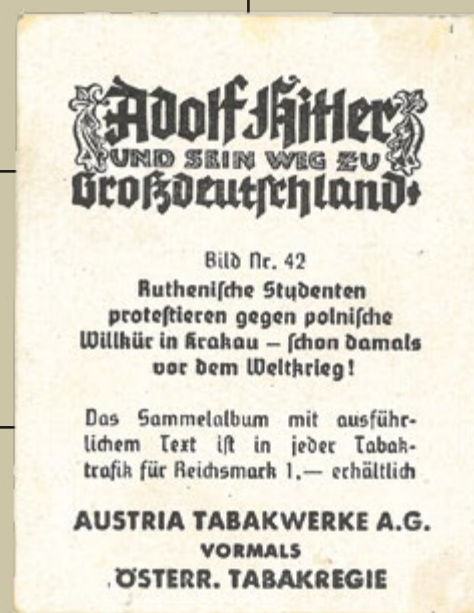 Adolf Hitler
UND SEIN WEG ZU
Großdeutschland
Bild Nr. 42
Ruthenische Studenten
protestieren gegen polnische
Willkür in Krakau — schon damals
vor dem Weltkrieg!
Das Sammelalbum mit ausführ-
lichem Text ist in jeder Tabak-
trafik für Reichsmark 1.— erhältlich
AUSTRIA TABAKWERKE A.G.
VORMALS
ÖSTERR. TABAKREGIE